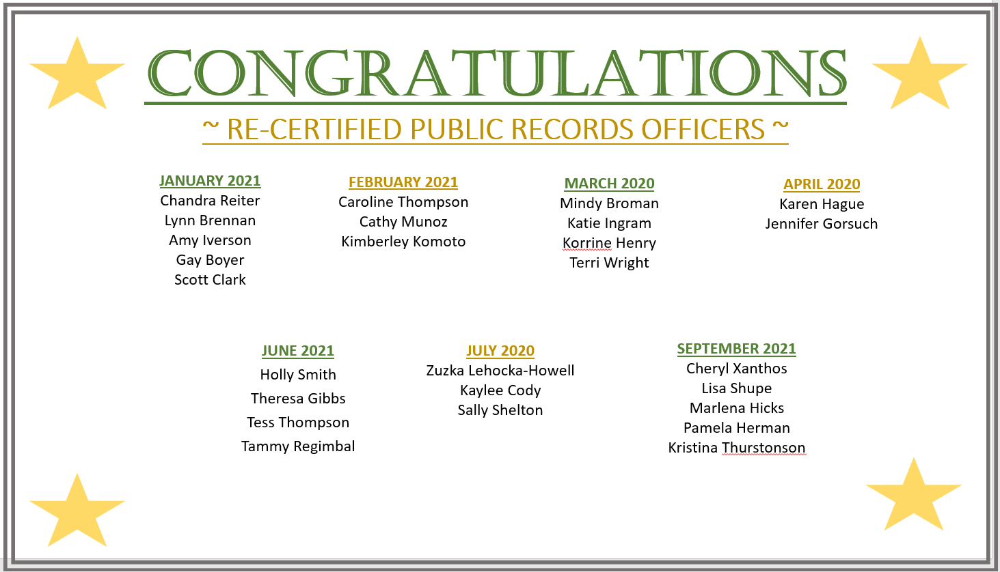 CONGRATULATIONS
~ RE-CERTIFIED PUBLIC RECORDS OFFICERS ~
JANUARY 2021
Chandra Reiter
Lynn Brennan
Amy Iverson
Gay Boyer
Scott Clark
FEBRUARY 2021
Caroline Thompson
Cathy Munoz
Kimberley Komoto
MARCH 2020
Mindy Broman
Katie Ingram
Korrine Henry
Terri Wright
APRIL 2020
Karen Hague
Jennifer Gorsuch
JUNE 2021
Holly Smith
Theresa Gibbs
Tess Thompson
Tammy Regimbal
JULY 2020
Zuzka Lehocka-Howell
Kaylee Cody
Sally Shelton
SEPTEMBER 2021
Cheryl Xanthos
Lisa Shupe
Marlena Hicks
Pamela Herman
Kristina Thurstonson